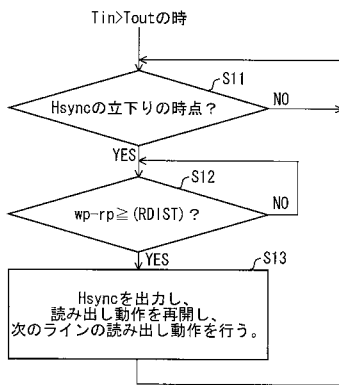 Tin>Toutの時
S11
Hsyncの立下りの時点？
NO
YES
S12
wp-rp≧(RDIST)？
NO
YES
S13
Hsyncを出力し、
読み出し動作を再開し、
次のラインの読み出し動作を行う。